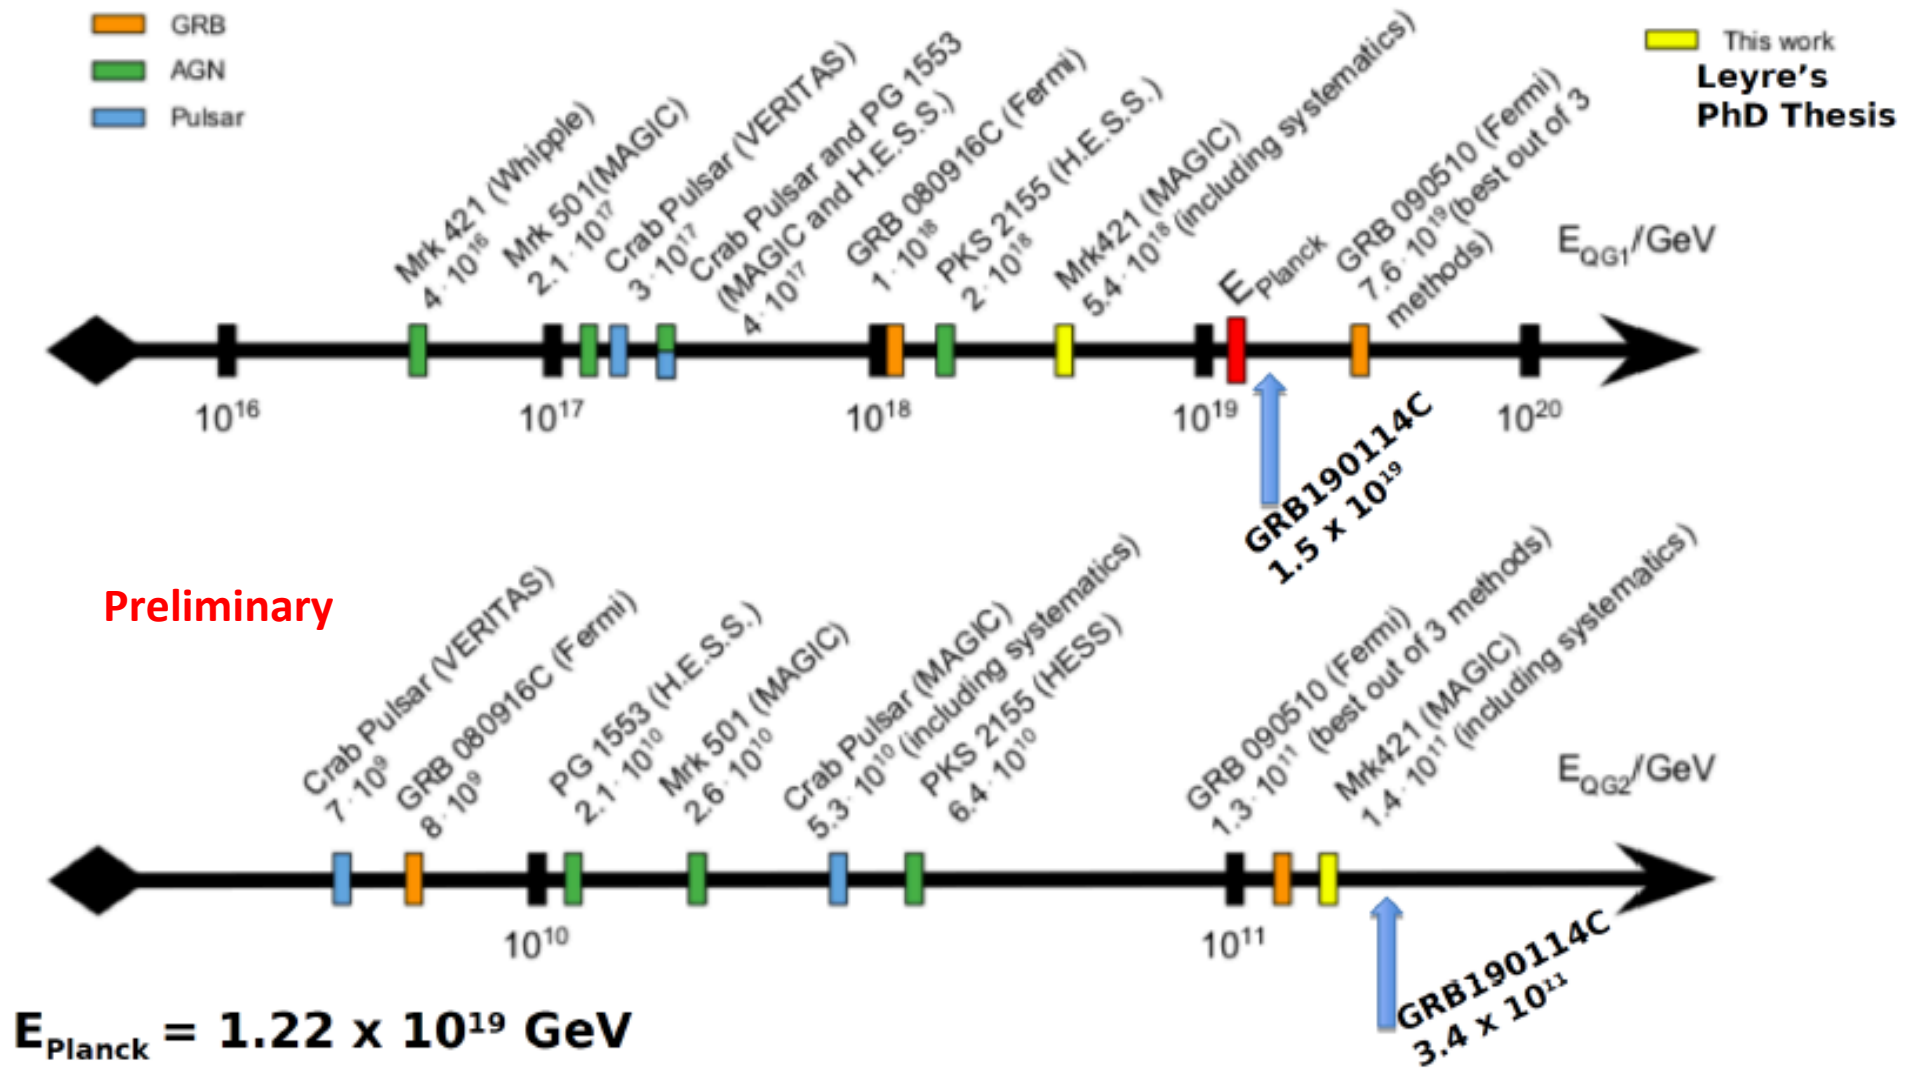 GRB
AGN
Pulsar
This work
Leyre's
PhD Thesis
Mrk 421 (Whipple)
4 · 10¹⁶
Mrk 501(MAGIC)
2.1 · 10¹⁷
Crab Pulsar (VERITAS)
3 · 10¹⁷
Crab Pulsar and PG 1553
(MAGIC and H.E.S.S.)
4 · 10¹⁷
GRB 080916C (Fermi)
1 · 10¹⁸
PKS 2155 (H.E.S.S.)
2 · 10¹⁸
Mrk421 (MAGIC)
5.4 · 10¹⁸ (including systematics)
E_Planck
GRB 090510 (Fermi)
7.6 · 10¹⁹ (best out of 3
methods)
E_QG1/GeV
10¹⁶
10¹⁷
10¹⁸
10¹⁹
10²⁰
GRB190114C
1.5 x 10¹⁹
Preliminary
Crab Pulsar (VERITAS)
7 · 10⁹
GRB 080916C (Fermi)
8 · 10⁹
PG 1553 (H.E.S.S.)
2.1 · 10¹⁰
Mrk 501 (MAGIC)
2.6 · 10¹⁰
Crab Pulsar (MAGIC)
5.3 · 10¹⁰ (including systematics)
PKS 2155 (HESS)
6.4 · 10¹⁰
GRB 090510 (Fermi)
1.3 · 10¹¹ (best out of 3 methods)
Mrk421 (MAGIC)
1.4 · 10¹¹ (including systematics)
E_QG2/GeV
10¹⁰
10¹¹
GRB190114C
3.4 x 10¹¹
E_Planck = 1.22 x 10¹⁹ GeV